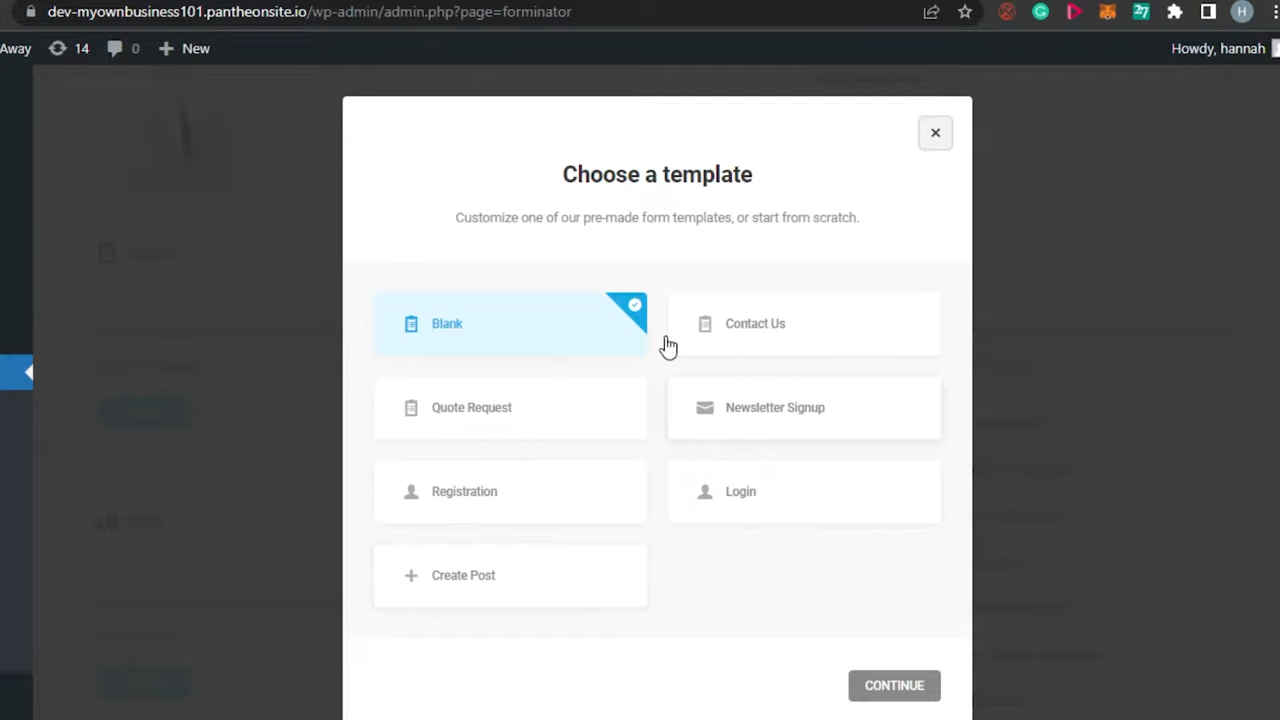 dev-myownbusiness101.pantheonsite.io/wp-admin/admin.php?page=forminator
27
H
Away 14 0 New
Howdy, hannah
Choose a template
Customize one of our pre-made form templates, or start from scratch.
Blank
Contact Us
Quote Request
Newsletter Signup
Registration
Login
Create Post
CONTINUE